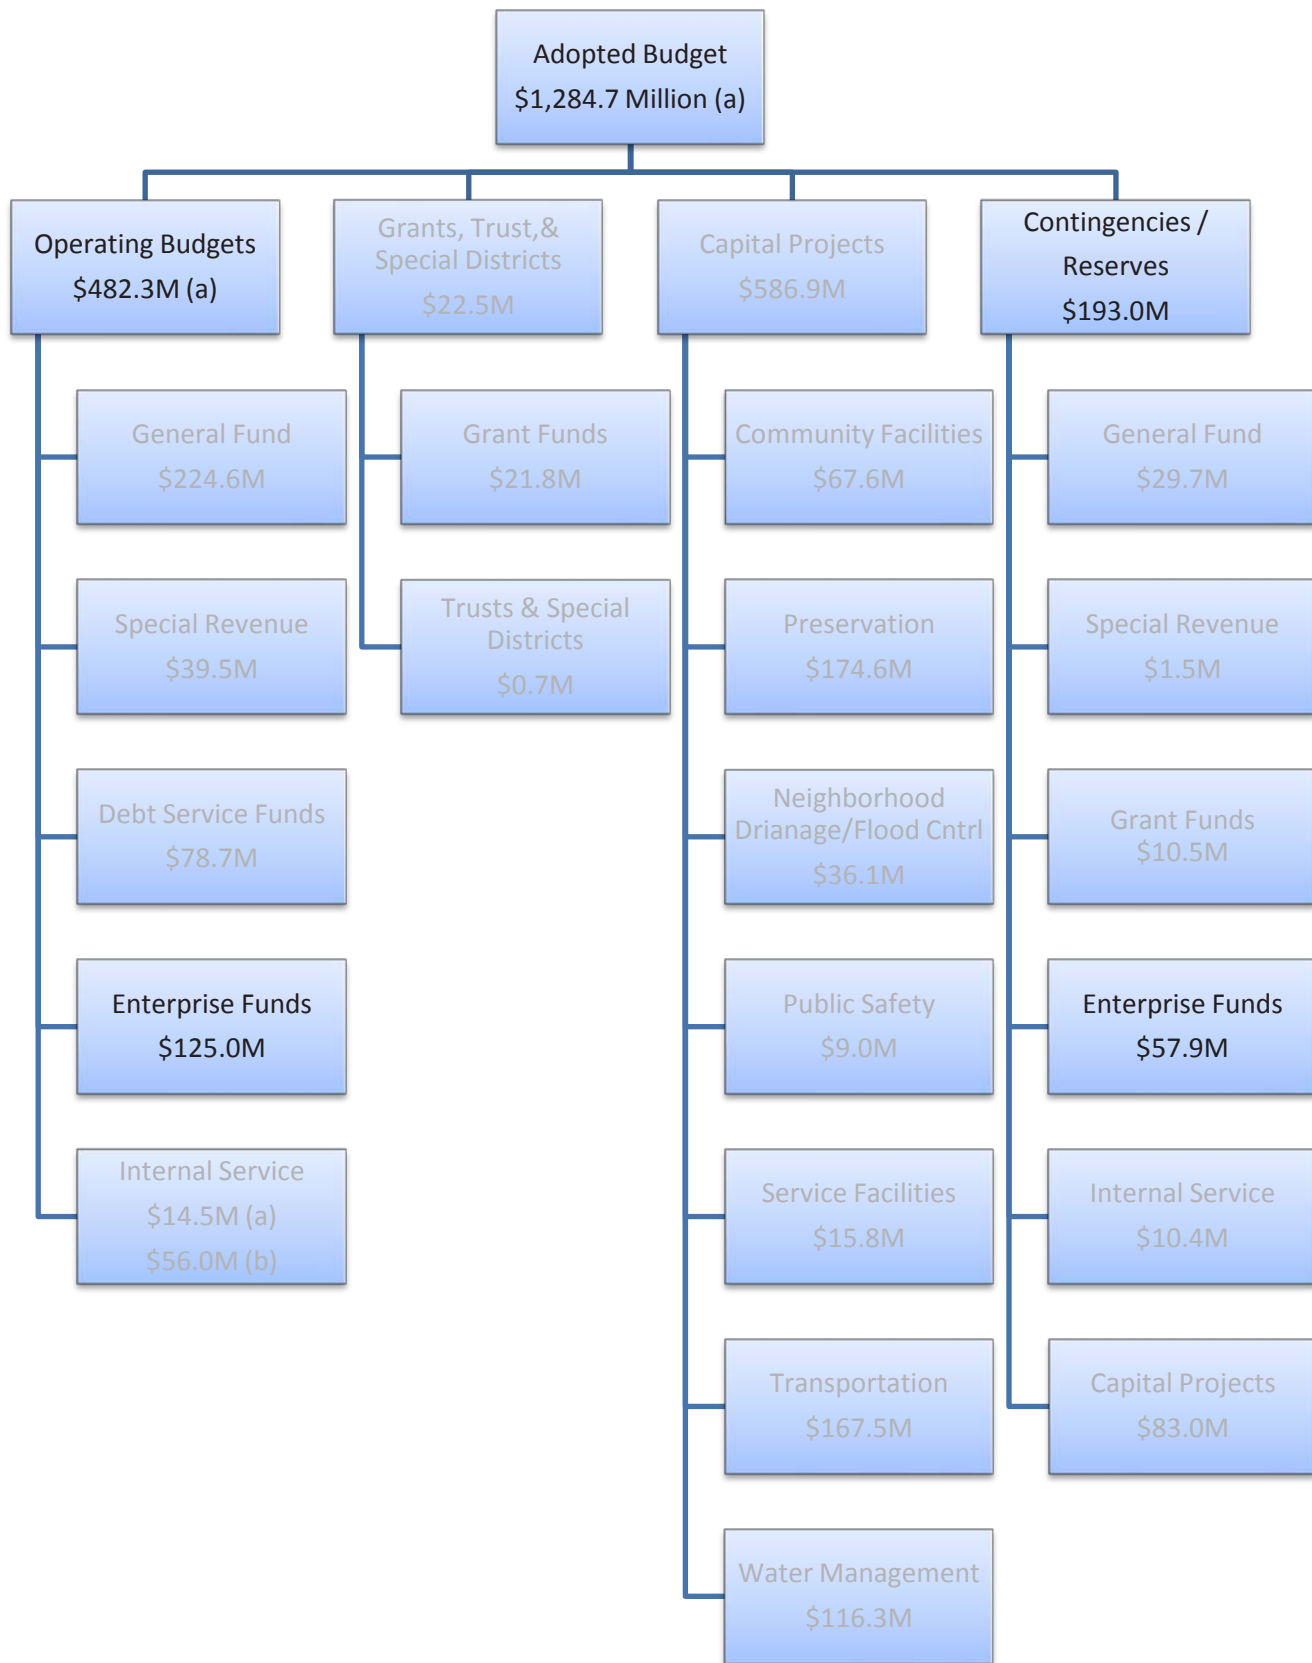 Adopted Budget
$1,284.7 Million (a)
Operating Budgets
$482.3M (a)
Grants, Trust,&
Special Districts
$22.5M
Capital Projects
$586.9M
Contingencies /
Reserves
$193.0M
General Fund
$224.6M
Special Revenue
$39.5M
Debt Service Funds
$78.7M
Enterprise Funds
$125.0M
Internal Service
$14.5M (a)
$56.0M (b)
Grant Funds
$21.8M
Trusts & Special
Districts
$0.7M
Community Facilities
$67.6M
Preservation
$174.6M
Neighborhood
Drianage/Flood Cntrl
$36.1M
Public Safety
$9.0M
Service Facilities
$15.8M
Transportation
$167.5M
Water Management
$116.3M
General Fund
$29.7M
Special Revenue
$1.5M
Grant Funds
$10.5M
Enterprise Funds
$57.9M
Internal Service
$10.4M
Capital Projects
$83.0M